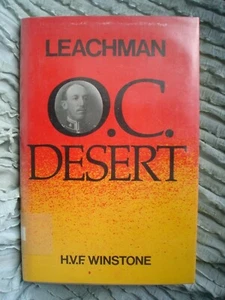 LEACHMAN
O.C.
DESERT
H.V.F. WINSTONE